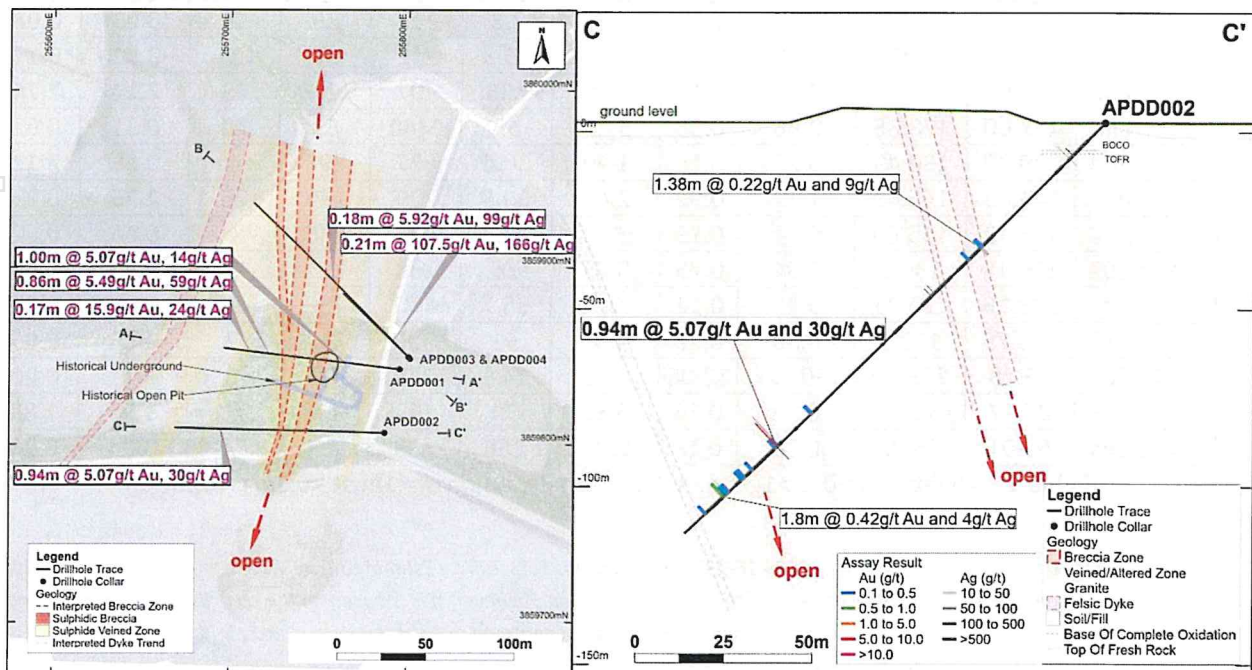 255600mE
255700mE
255800mE
open
3860000mN
B
0.18m @ 5.92g/t Au, 99g/t Ag
0.21m @ 107.5g/t Au, 166g/t Ag
1.00m @ 5.07g/t Au, 14g/t Ag
0.86m @ 5.49g/t Au, 59g/t Ag
0.17m @ 15.9g/t Au, 24g/t Ag
3859900mN
A
Historical Underground
Historical Open Pit
APDD003 & APDD004
APDD001
A'
B'
C
APDD002
C'
3859800mN
0.94m @ 5.07g/t Au, 30g/t Ag
open
Legend
Drillhole Trace
Drillhole Collar
Geology
Interpreted Breccia Zone
Sulphidic Breccia
Sulphide Veined Zone
Interpreted Dyke Trend
3859700mN
0 50 100m
C
C'
ground level
APDD002
0m
BOCO
TOFR
1.38m @ 0.22g/t Au and 9g/t Ag
-50m
0.94m @ 5.07g/t Au and 30g/t Ag
open
-100m
1.8m @ 0.42g/t Au and 4g/t Ag
open
Assay Result
Au (g/t) Ag (g/t)
0.1 to 0.5 10 to 50
0.5 to 1.0 50 to 100
1.0 to 5.0 100 to 500
5.0 to 10.0 >500
>10.0
Legend
Drillhole Trace
Drillhole Collar
Geology
Breccia Zone
Veined/Altered Zone
Granite
Felsic Dyke
Soil/Fill
Base Of Complete Oxidation
Top Of Fresh Rock
0 25 50m
-150m